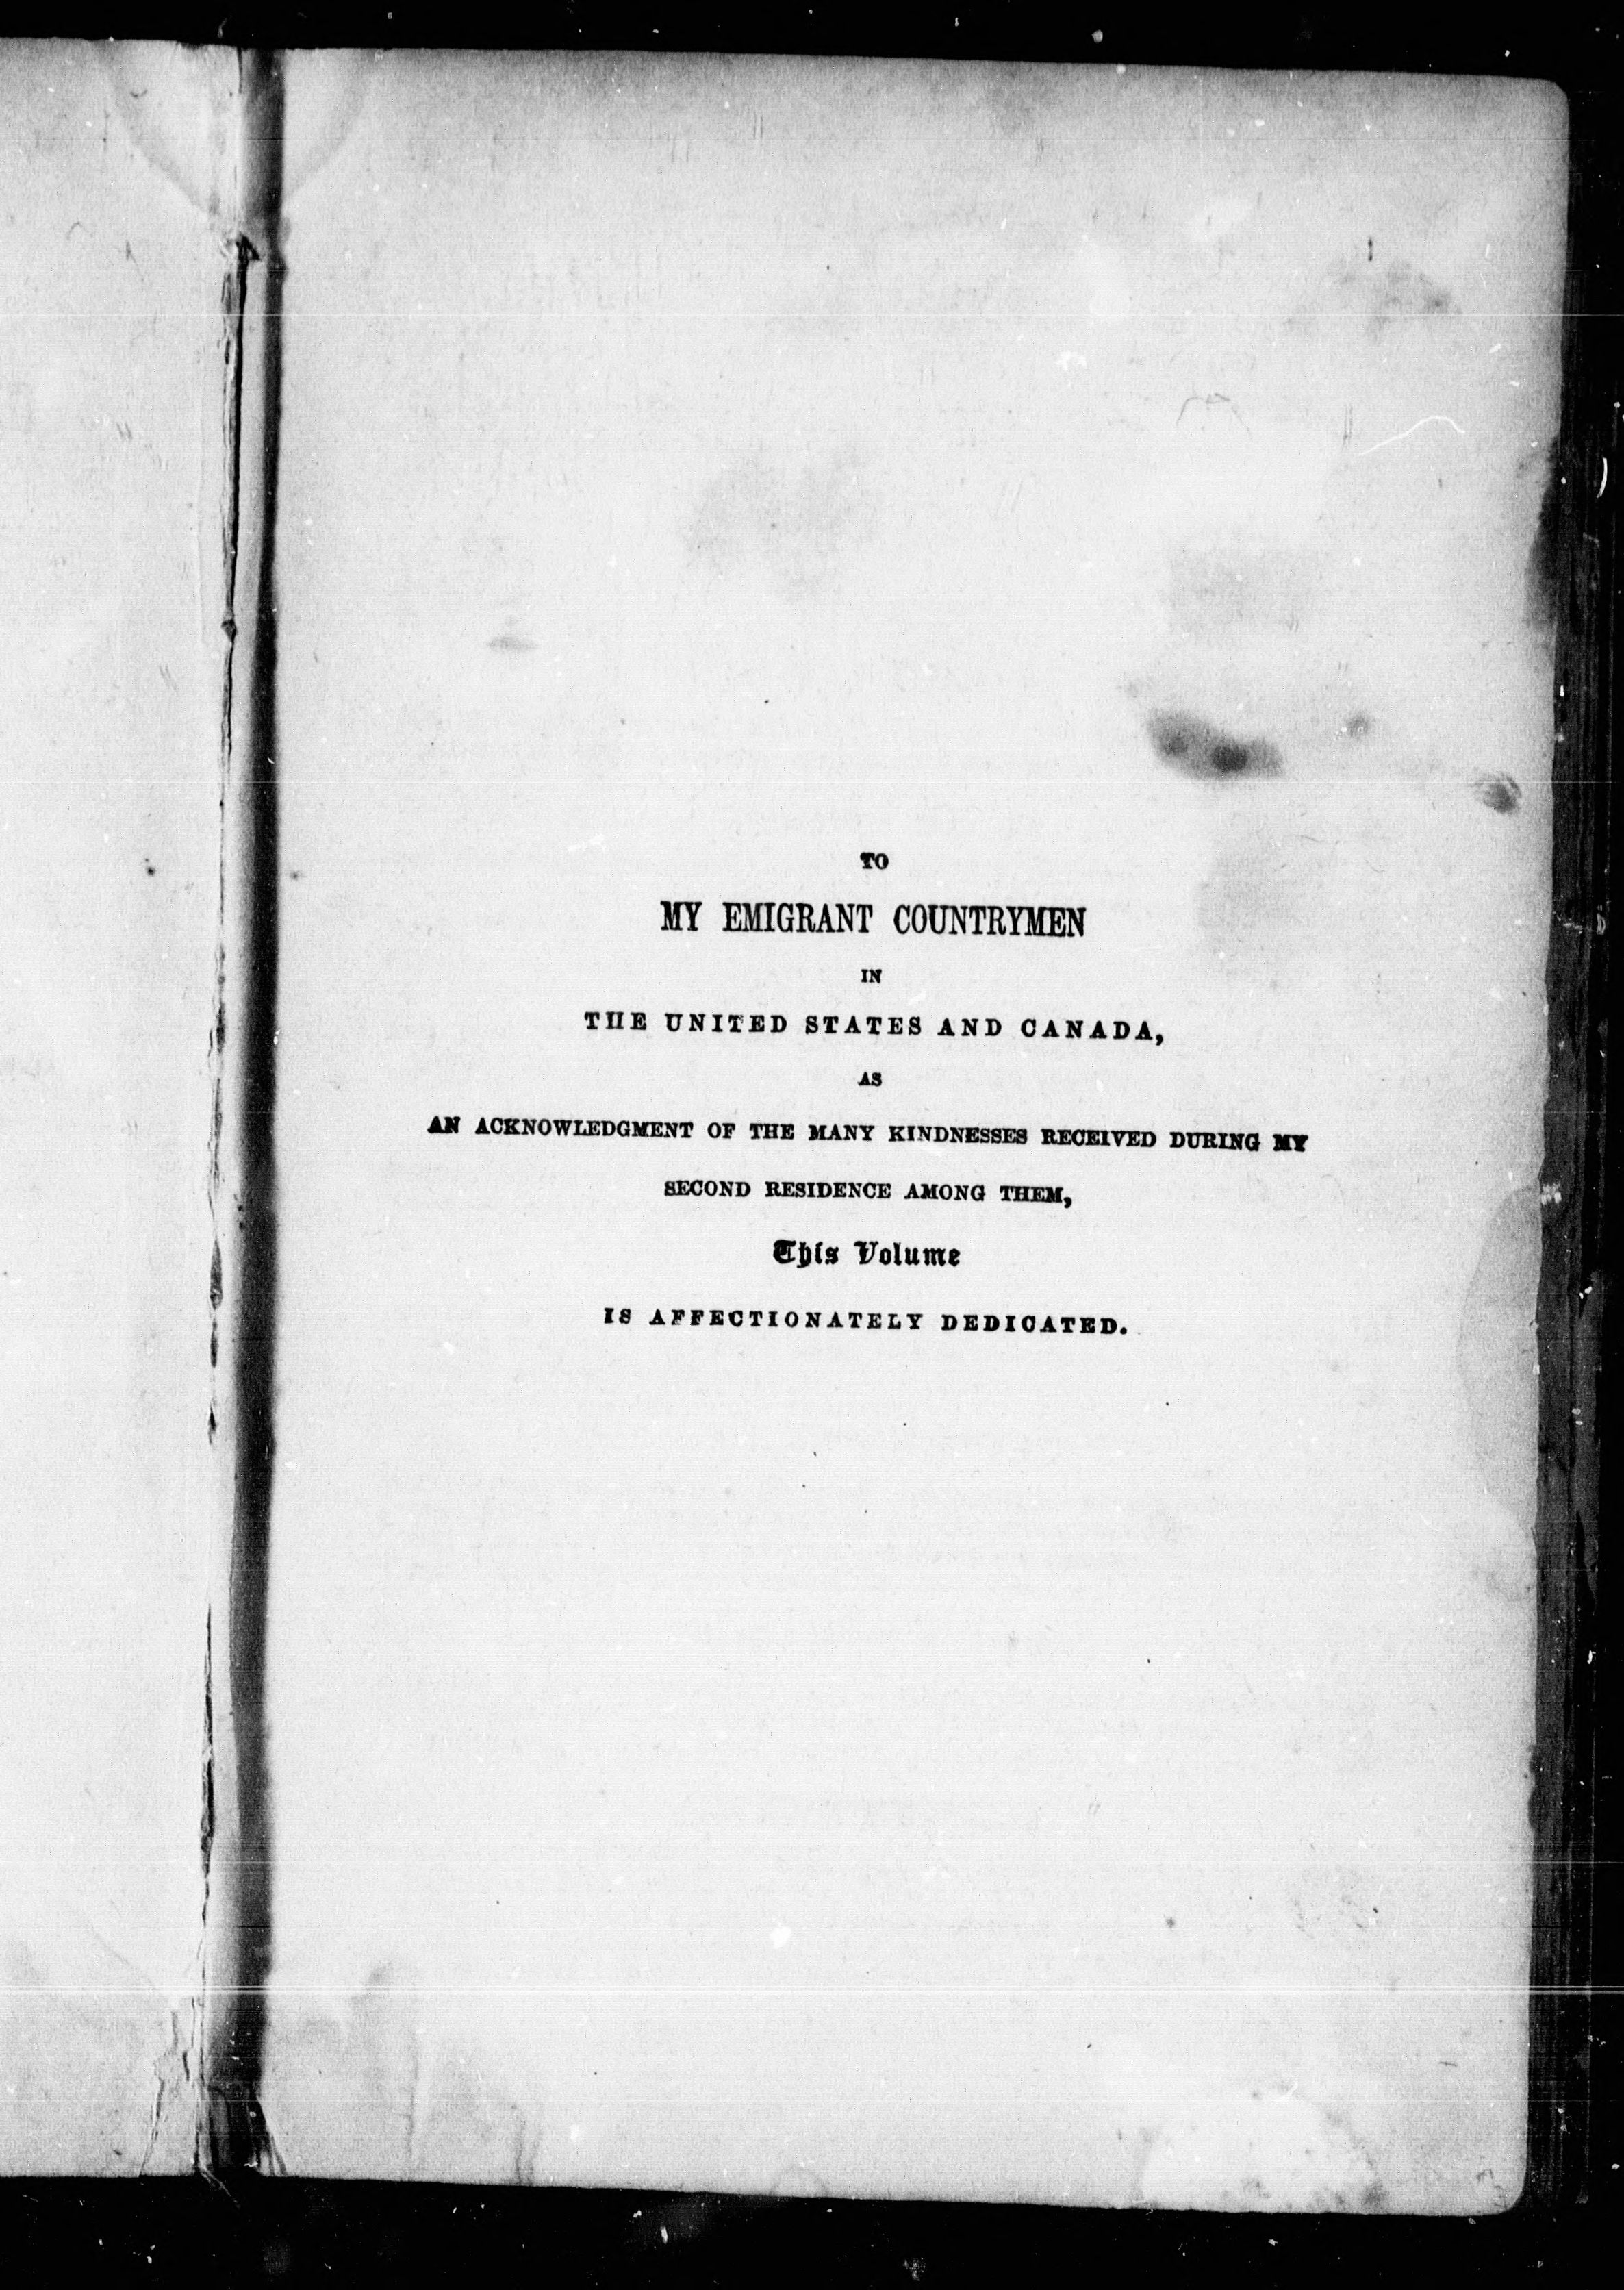 TO
MY EMIGRANT COUNTRYMEN
IN
THE UNITED STATES AND CANADA,
AS
AN ACKNOWLEDGMENT OF THE MANY KINDNESSES RECEIVED DURING MY
SECOND RESIDENCE AMONG THEM,
This Volume
IS AFFECTIONATELY DEDICATED.